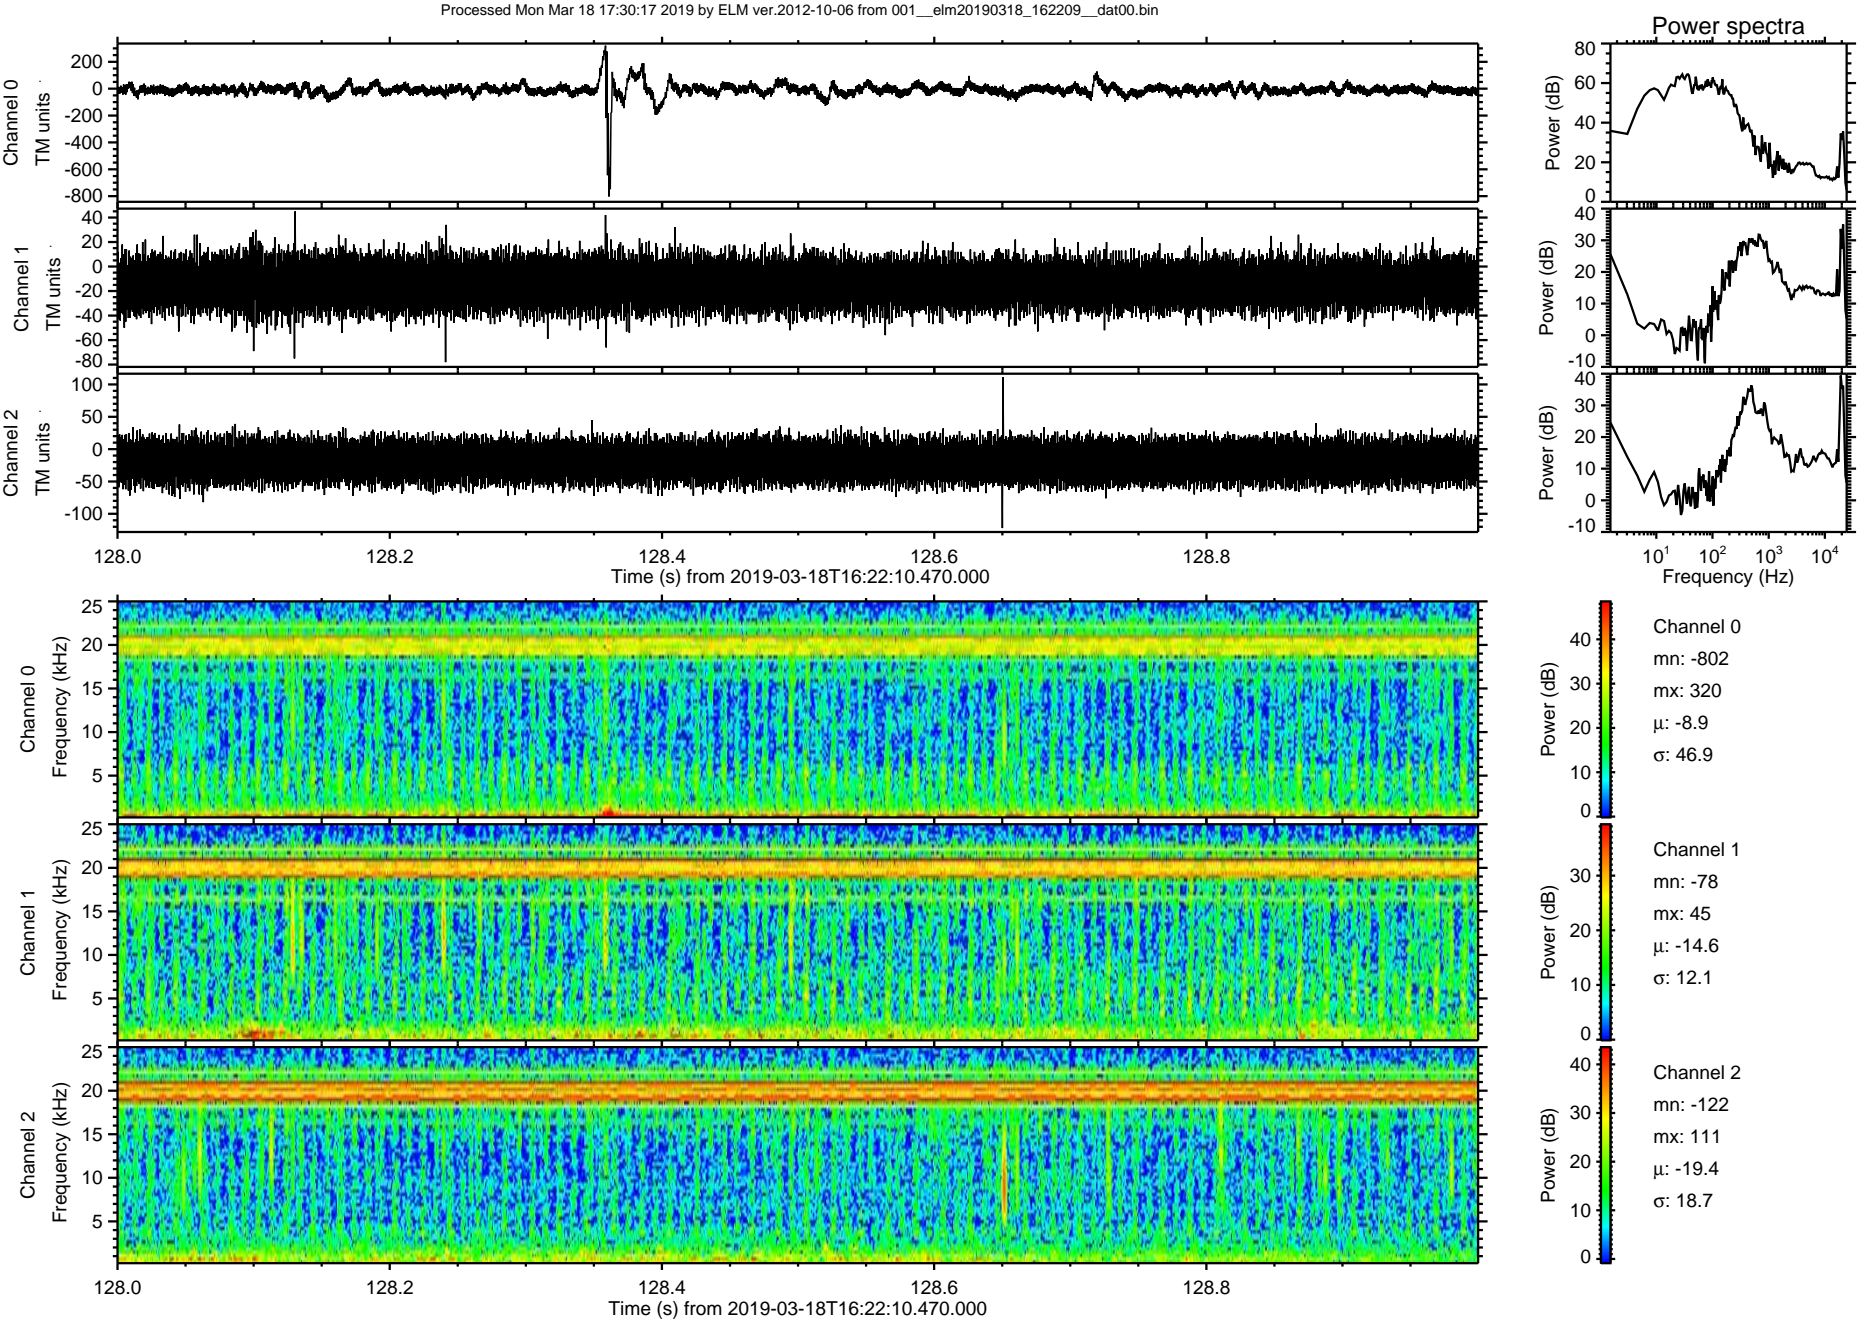 Processed Mon Mar 18 17:30:17 2019 by ELM ver.2012-10-06 from 001__elm20190318_162209__dat00.bin
Power spectra
Channel 0
TM units
200
0
-200
-400
-600
-800
Power (dB)
80
60
40
20
0
Channel 1
TM units
40
20
0
-20
-40
-60
-80
Power (dB)
40
30
20
10
0
-10
Channel 2
TM units
100
50
0
-50
-100
Power (dB)
40
30
20
10
0
-10
128.0 128.2 128.4 128.6 128.8
Time (s) from 2019-03-18T16:22:10.470.000
10^1 10^2 10^3 10^4
Frequency (Hz)
Channel 0
Frequency (kHz)
25
20
15
10
5
Power (dB)
40
30
20
10
0
Channel 0
mn: -802
mx: 320
μ: -8.9
σ: 46.9
Channel 1
Frequency (kHz)
25
20
15
10
5
Power (dB)
30
20
10
0
Channel 1
mn: -78
mx: 45
μ: -14.6
σ: 12.1
Channel 2
Frequency (kHz)
25
20
15
10
5
Power (dB)
40
30
20
10
0
Channel 2
mn: -122
mx: 111
μ: -19.4
σ: 18.7
128.0 128.2 128.4 128.6 128.8
Time (s) from 2019-03-18T16:22:10.470.000